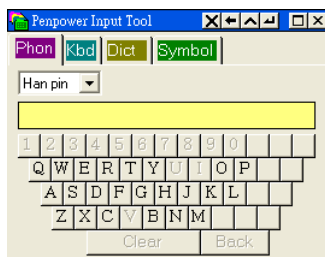 Penpower Input Tool
Phon Kbd Dict Symbol
Han pin
1 2 3 4 5 6 7 8 9 0
Q W E R T Y U I O P
A S D F G H J K L
Z X C V B N M
Clear Back